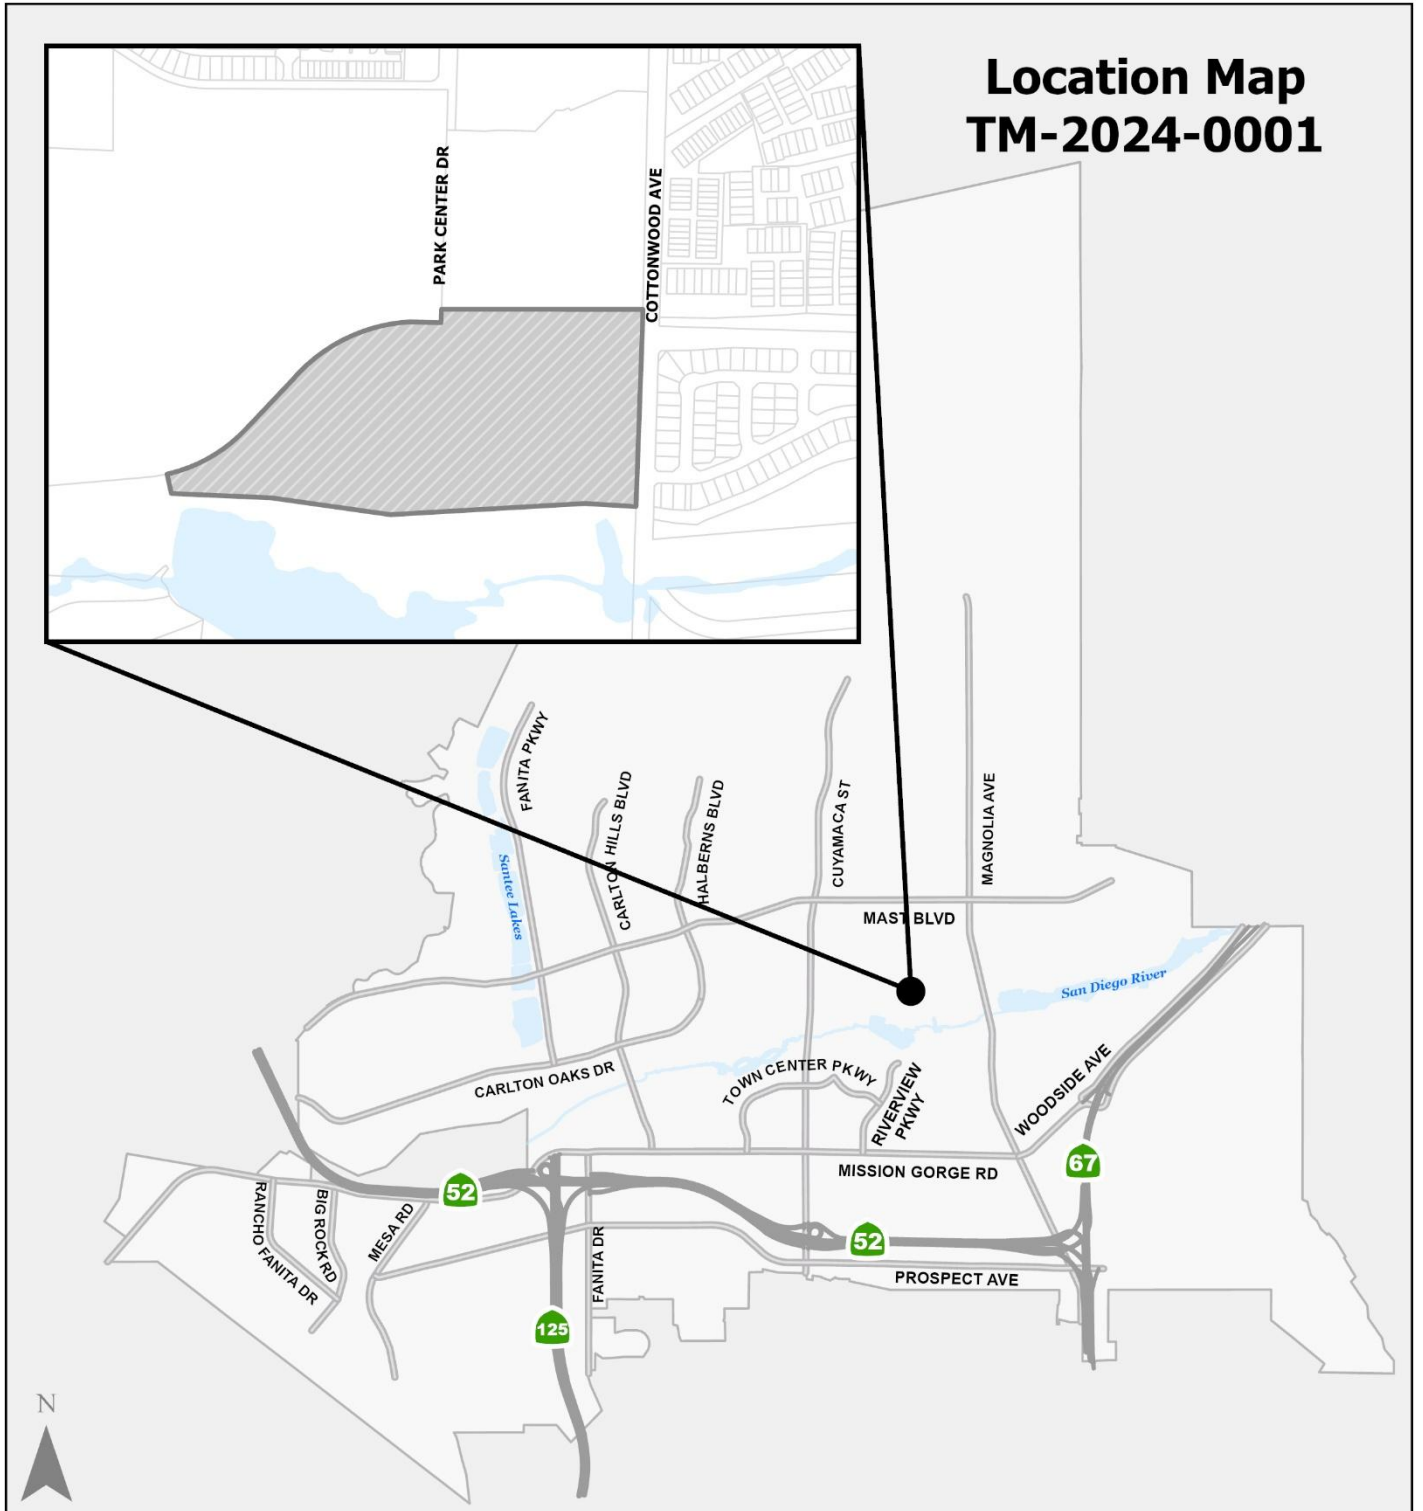 Location Map
TM-2024-0001
PARK CENTER DR
COTTONWOOD AVE
FANITA PKWY
CARLTON HILLS BLVD
HALBERNS BLVD
CUYAMACA ST
MAGNOLIA AVE
Santee Lakes
MAST BLVD
San Diego River
CARLTON OAKS DR
TOWN CENTER PKWY
RIVERVIEW
PKWY
WOODSIDE AVE
MISSION GORGE RD
67
52
RANCHO FANITA DR
BIG ROCK RD
MESA RD
52
FANITA DR
PROSPECT AVE
125
N